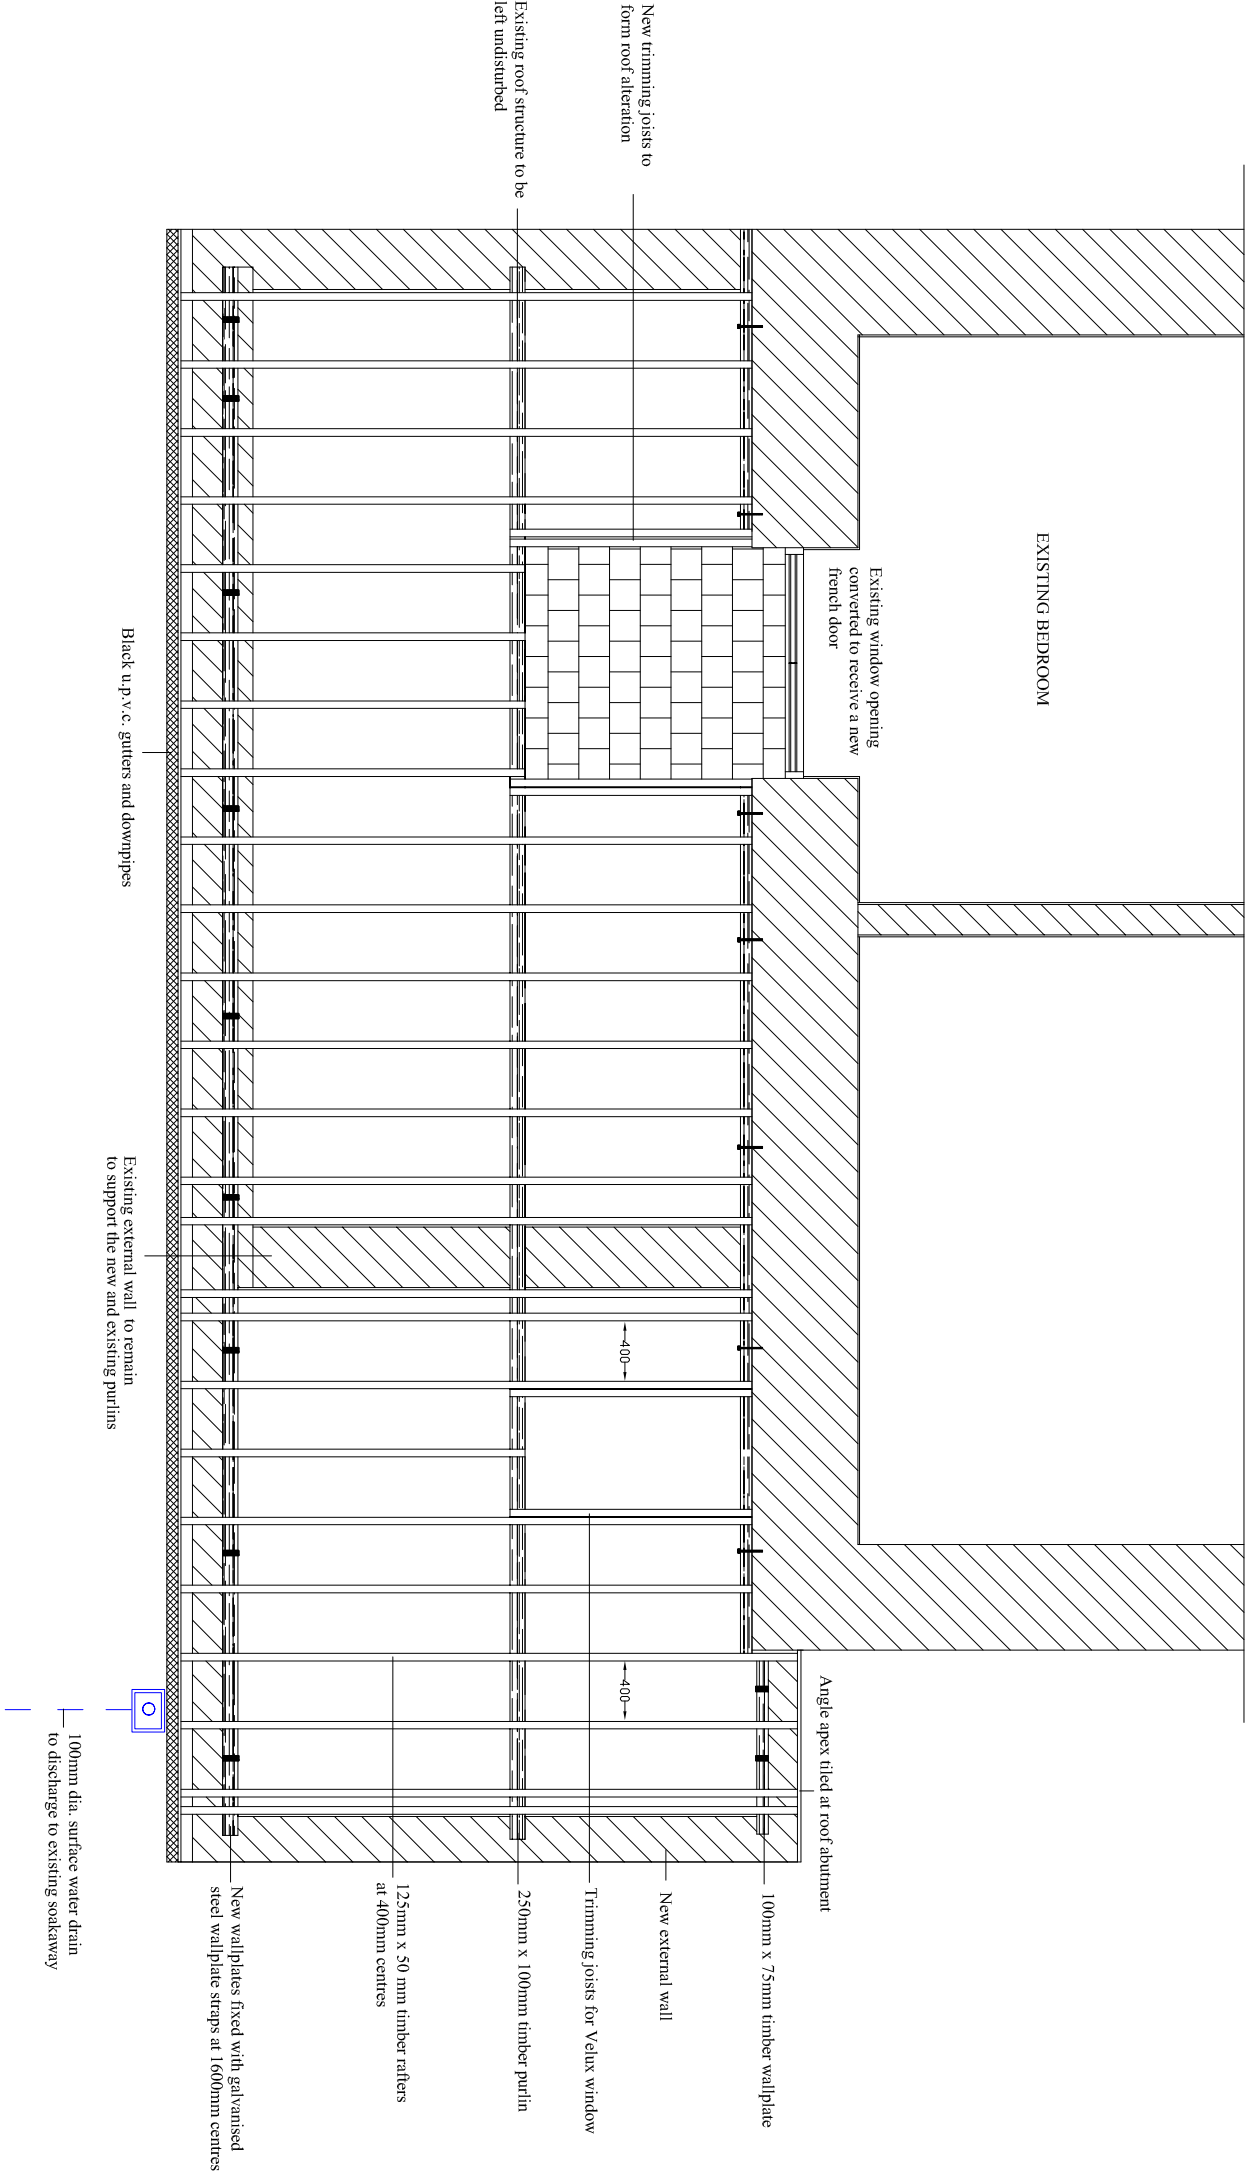 EXISTING BEDROOM
Existing window opening
converted to receive a new
french door
New trimming joists to
form roof alteration
Existing roof structure to be
left undisturbed
Black u.p.v.c. gutters and downpipes
Existing external wall to remain
to support the new and existing purlins
400
400
Angle apex tiled at roof abutment
100mm x 75mm timber wallplate
New external wall
Trimming joists for Velux window
250mm x 100mm timber purlin
125mm x 50 mm timber rafters
at 400mm centres
New wallplates fixed with galvanised
steel wallplate straps at 1600mm centres
100mm dia. surface water drain
to discharge to existing soakaway